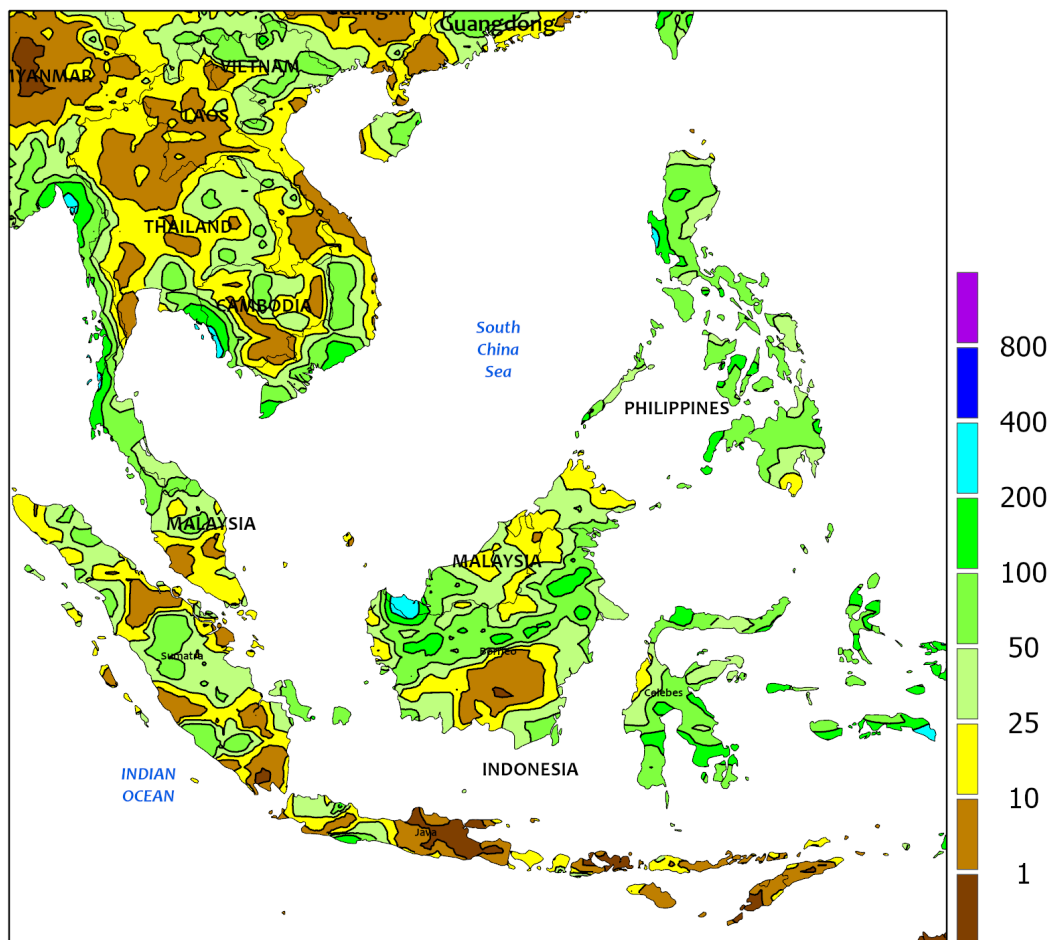 Guangxi
Guangdong
MYANMAR
VIETNAM
LAOS
THAILAND
CAMBODIA
South
China
Sea
PHILIPPINES
MALAYSIA
MALAYSIA
Borneo
Sumatra
Celebes
INDIAN
OCEAN
INDONESIA
Java
800
400
200
100
50
25
10
1